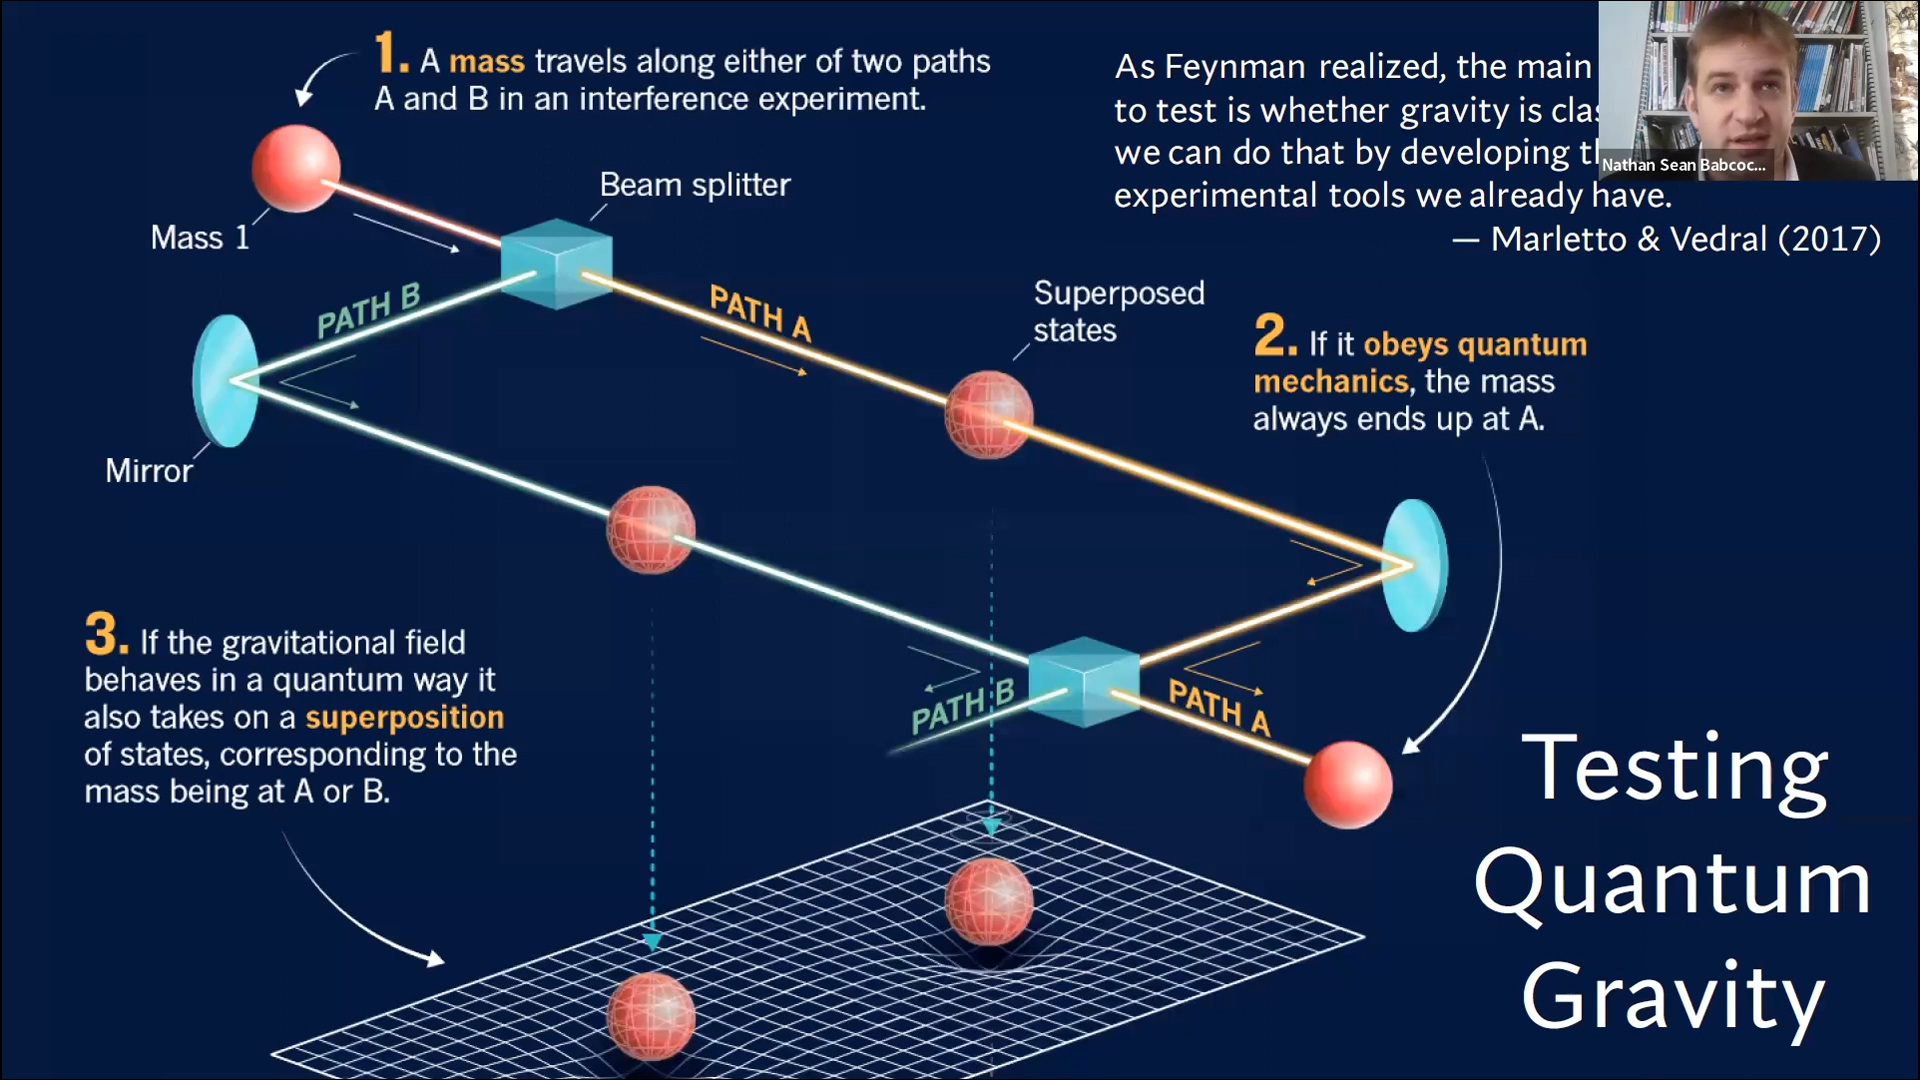 1. A mass travels along either of two paths
A and B in an interference experiment.
As Feynman realized, the main
to test is whether gravity is
we can do that by developing
experimental tools we already have.
— Marletto & Vedral (2017)
Nathan Sean Babcoc...
Mass 1
Beam splitter
PATH B
PATH A
Superposed
states
2. If it obeys quantum
mechanics, the mass
always ends up at A.
Mirror
3. If the gravitational field
behaves in a quantum way it
also takes on a superposition
of states, corresponding to the
mass being at A or B.
PATH B
PATH A
Testing
Quantum
Gravity